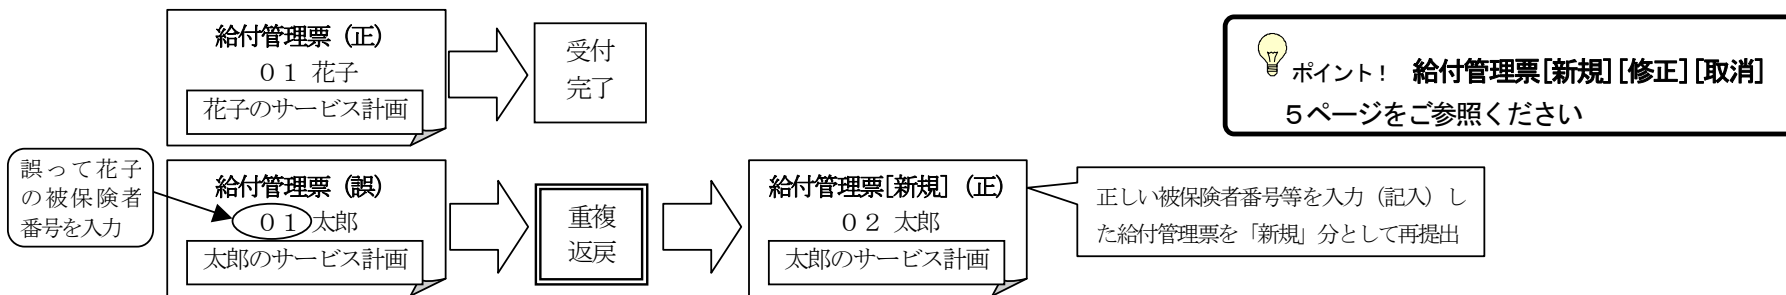 給付管理票（正）
０１ 花子
花子のサービス計画
受付
完了
ポイント！ 給付管理票[新規][修正][取消]
５ページをご参照ください
誤って花子
の被保険者
番号を入力
給付管理票（誤）
０１太郎
太郎のサービス計画
重複
返戻
給付管理票[新規]（正）
０２ 太郎
太郎のサービス計画
正しい被保険者番号等を入力（記入）し
た給付管理票を「新規」分として再提出